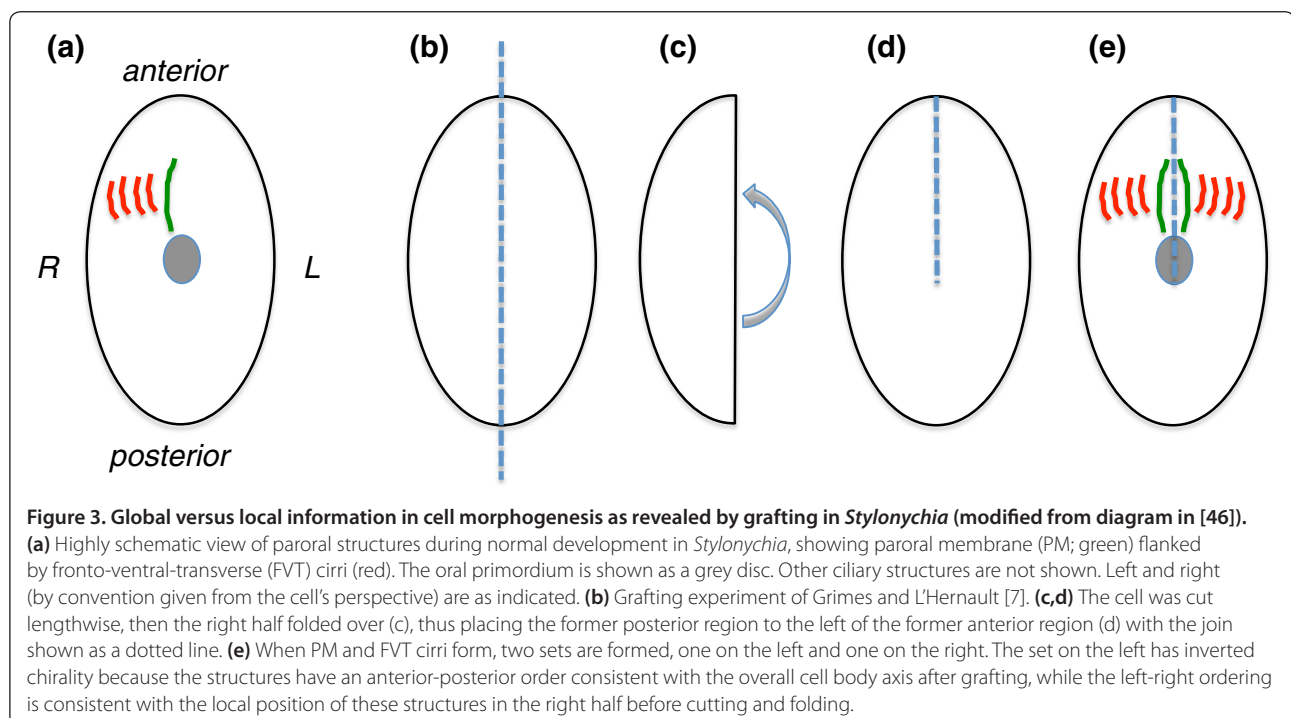 (a) (b) (c) (d) (e)
anterior
R L
posterior
Figure 3. Global versus local information in cell morphogenesis as revealed by grafting in Stylonychia (modified from diagram in [46]).
(a) Highly schematic view of paroral structures during normal development in Stylonychia, showing paroral membrane (PM; green) flanked
by fronto-ventral-transverse (FVT) cirri (red). The oral primordium is shown as a grey disc. Other ciliary structures are not shown. Left and right
(by convention given from the cell's perspective) are as indicated. (b) Grafting experiment of Grimes and L'Hernault [7]. (c,d) The cell was cut
lengthwise, then the right half folded over (c), thus placing the former posterior region to the left of the former anterior region (d) with the join
shown as a dotted line. (e) When PM and FVT cirri form, two sets are formed, one on the left and one on the right. The set on the left has inverted
chirality because the structures have an anterior-posterior order consistent with the overall cell body axis after grafting, while the left-right ordering
is consistent with the local position of these structures in the right half before cutting and folding.